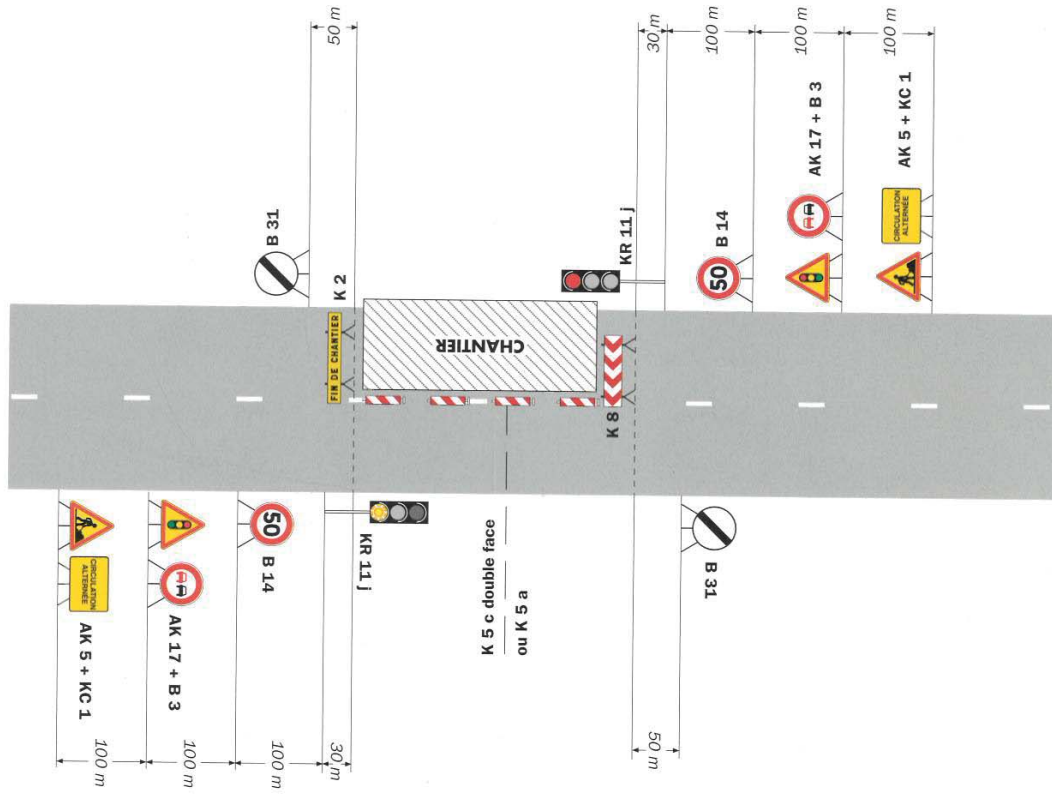 50 m
30 m
100 m
100 m
100 m
B 31
K 2
FIN DE CHANTIER
CHANTIER
KR 11 j
K 8
B 14
50
AK 17 + B 3
AK 5 + KC 1
CIRCULATION
ALTERNÉE
CIRCULATION
ALTERNÉE
AK 5 + KC 1
AK 17 + B 3
50
B 14
KR 11 j
K 5 c double face
ou K 5 a
B 31
100 m
100 m
100 m
30 m
50 m